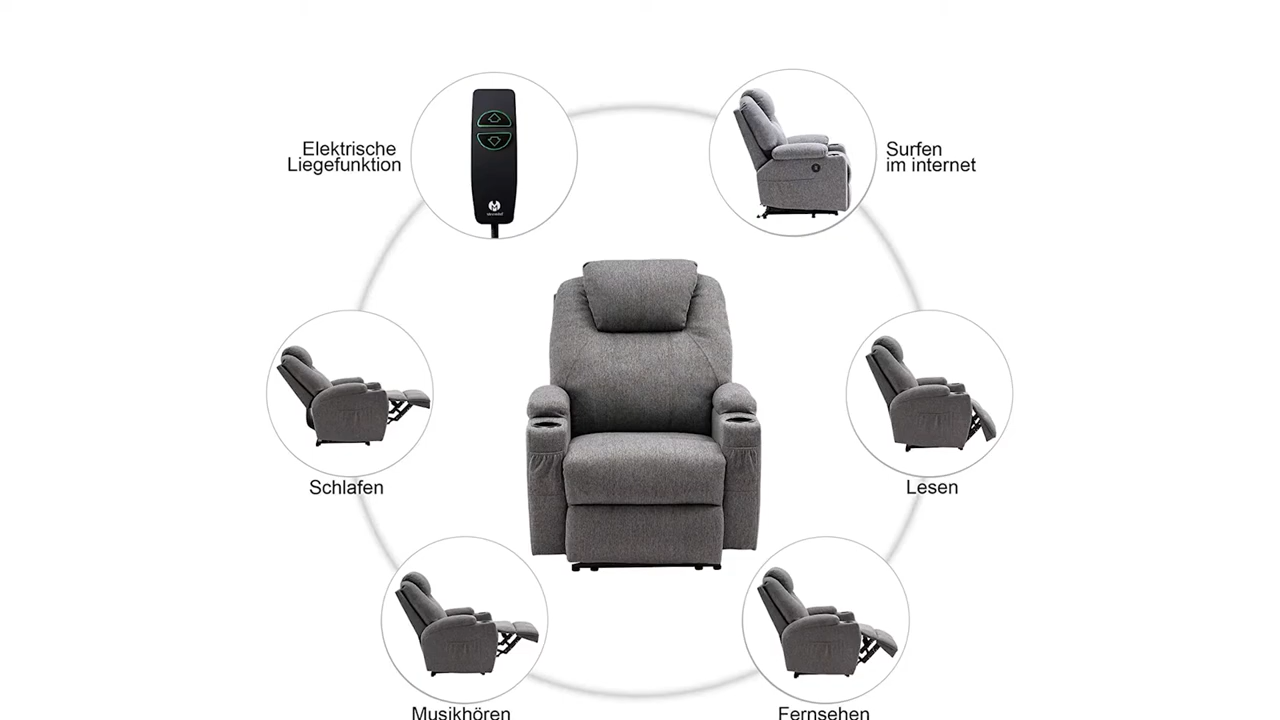 Elektrische
Liegefunktion
Surfen
im internet
Schlafen
Lesen
Musikhören
Fernsehen